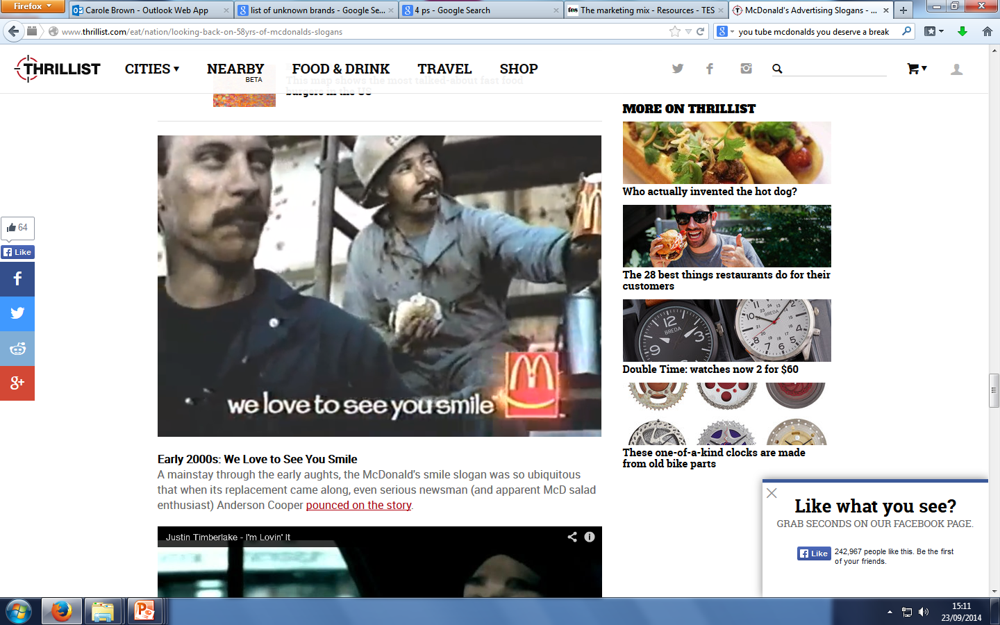 Firefox
Carole Brown - Outlook Web App
list of unknown brands - Google Se...
4 ps - Google Search
tes The marketing mix - Resources - TES
McDonald's Advertising Slogans - ...
www.thrillist.com/eat/nation/looking-back-on-58yrs-of-mcdonalds-slogans
you tube mcdonalds you deserve a break
THRILLIST
CITIES
NEARBY
BETA
FOOD & DRINK
TRAVEL
SHOP
This map shows the most talked-about fast food
burgers in the US
64
Like
we love to see you smile
Early 2000s: We Love to See You Smile
A mainstay through the early aughts, the McDonald's smile slogan was so ubiquitous
that when its replacement came along, even serious newsman (and apparent McD salad
enthusiast) Anderson Cooper pounced on the story.
Justin Timberlake - I'm Lovin' It
MORE ON THRILLIST
Who actually invented the hot dog?
The 28 best things restaurants do for their
customers
BREDA
BREDA
Double Time: watches now 2 for $60
These one-of-a-kind clocks are made
from old bike parts
Like what you see?
GRAB SECONDS ON OUR FACEBOOK PAGE.
Like
242,967 people like this. Be the first
of your friends.
15:11
23/09/2014